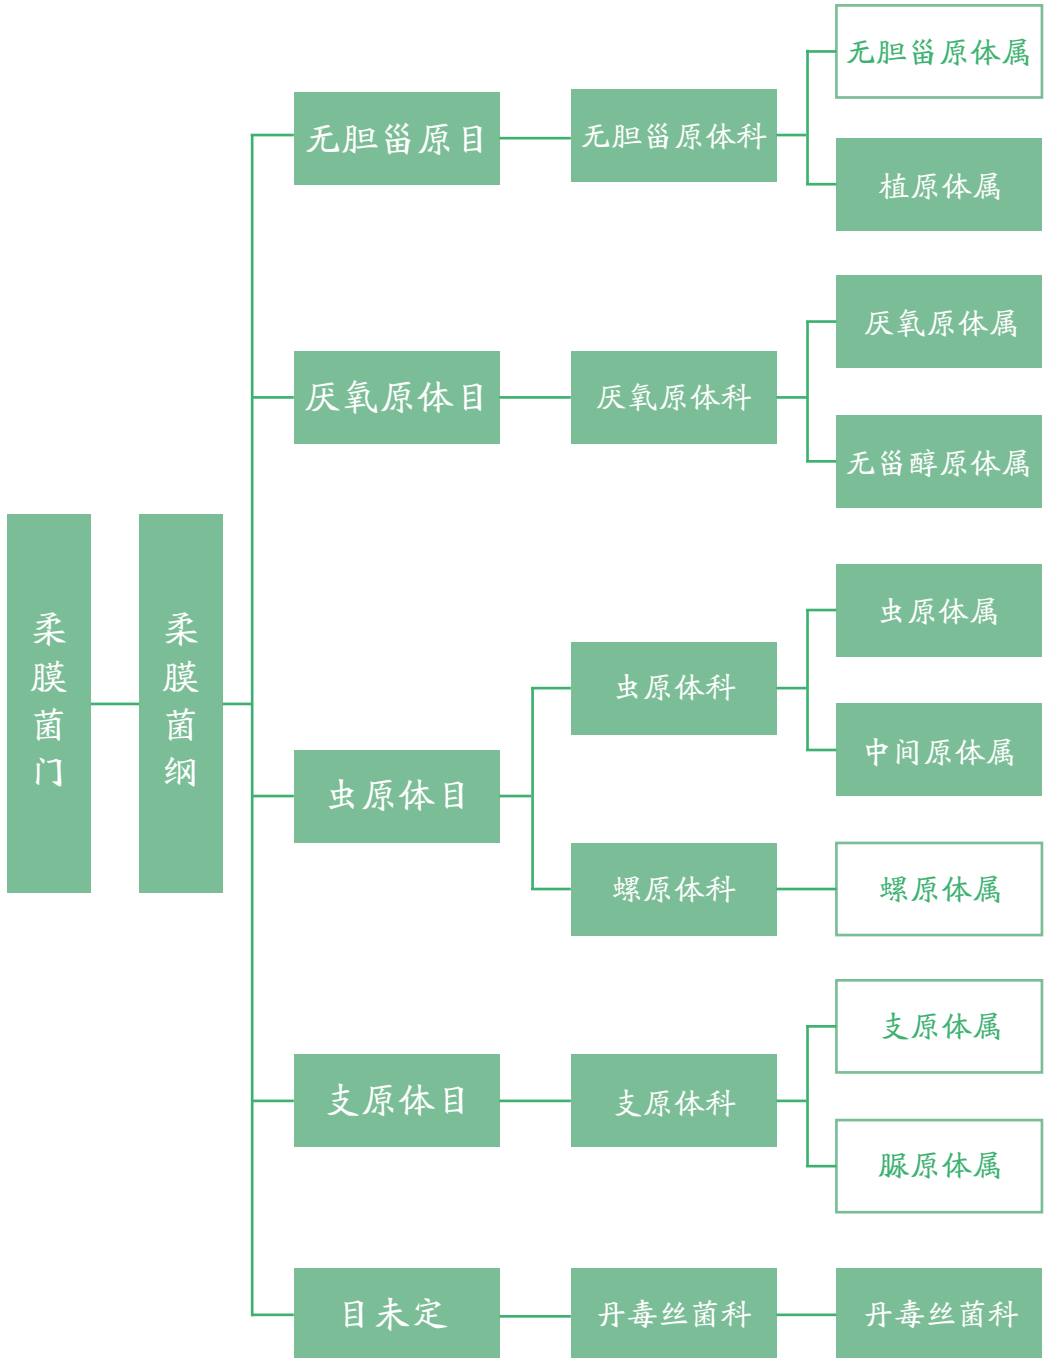 柔膜菌门
柔膜菌纲
无胆甾原目
无胆甾原体科
无胆甾原体属
植原体属
厌氧原体目
厌氧原体科
厌氧原体属
无甾醇原体属
虫原体目
虫原体科
虫原体属
中间原体属
螺原体科
螺原体属
支原体目
支原体科
支原体属
脲原体属
目未定
丹毒丝菌科
丹毒丝菌科